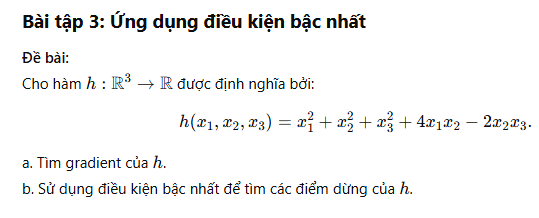 Bài tập 3: Ứng dụng điều kiện bậc nhất
Đề bài:
Cho hàm h : ℝ³ → ℝ được định nghĩa bởi:
h(x₁, x₂, x₃) = x₁² + x₂² + x₃² + 4x₁x₂ − 2x₂x₃.
a. Tìm gradient của h.
b. Sử dụng điều kiện bậc nhất để tìm các điểm dừng của h.